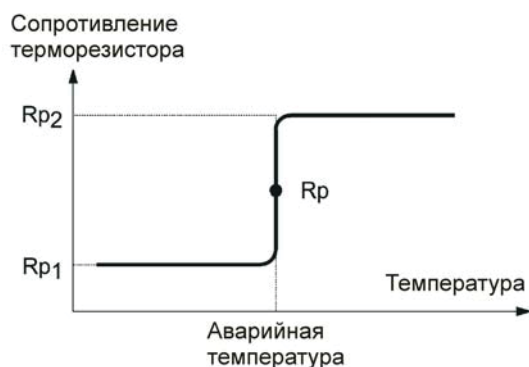 Сопротивление
терморезистора
Rp2
Rp
Rp1
Температура
Аварийная
температура